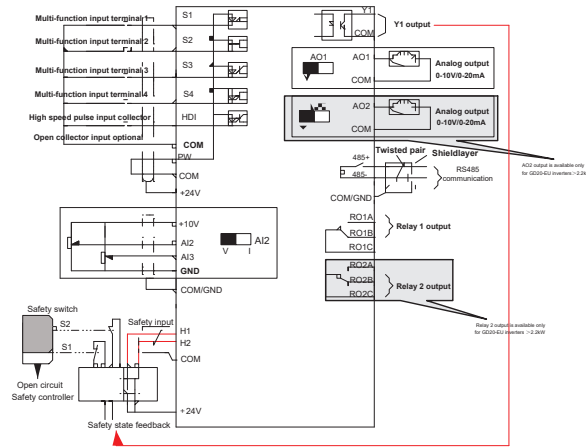 Multi-function input terminal 1
S1
Multi-function input terminal 2
S2
Multi-function input terminal 3
S3
Multi-function input terminal 4
S4
High speed pulse input collector
HDI
Open collector input optional
COM
PW
COM
+24V
+10V
AI2
AI3
GND
COM/GND
AI2
V I
Safety switch
S2
S1
Open circuit
Safety controller
Safety input
H1
H2
COM
+24V
Safety state feedback
Y1
COM
Y1 output
AO1
AO1
COM
Analog output
0-10V/0-20mA
AO2
COM
Analog output
0-10V/0-20mA
AO2 output is available only
for GD20-EU inverters >2.2k
Twisted pair
Shieldlayer
485+
485-
RS485
communication
COM/GND
RO1A
RO1B
RO1C
Relay 1 output
RO2A
RO2B
RO2C
Relay 2 output
Relay 2 output is available only
for GD20-EU inverters >2.2kW